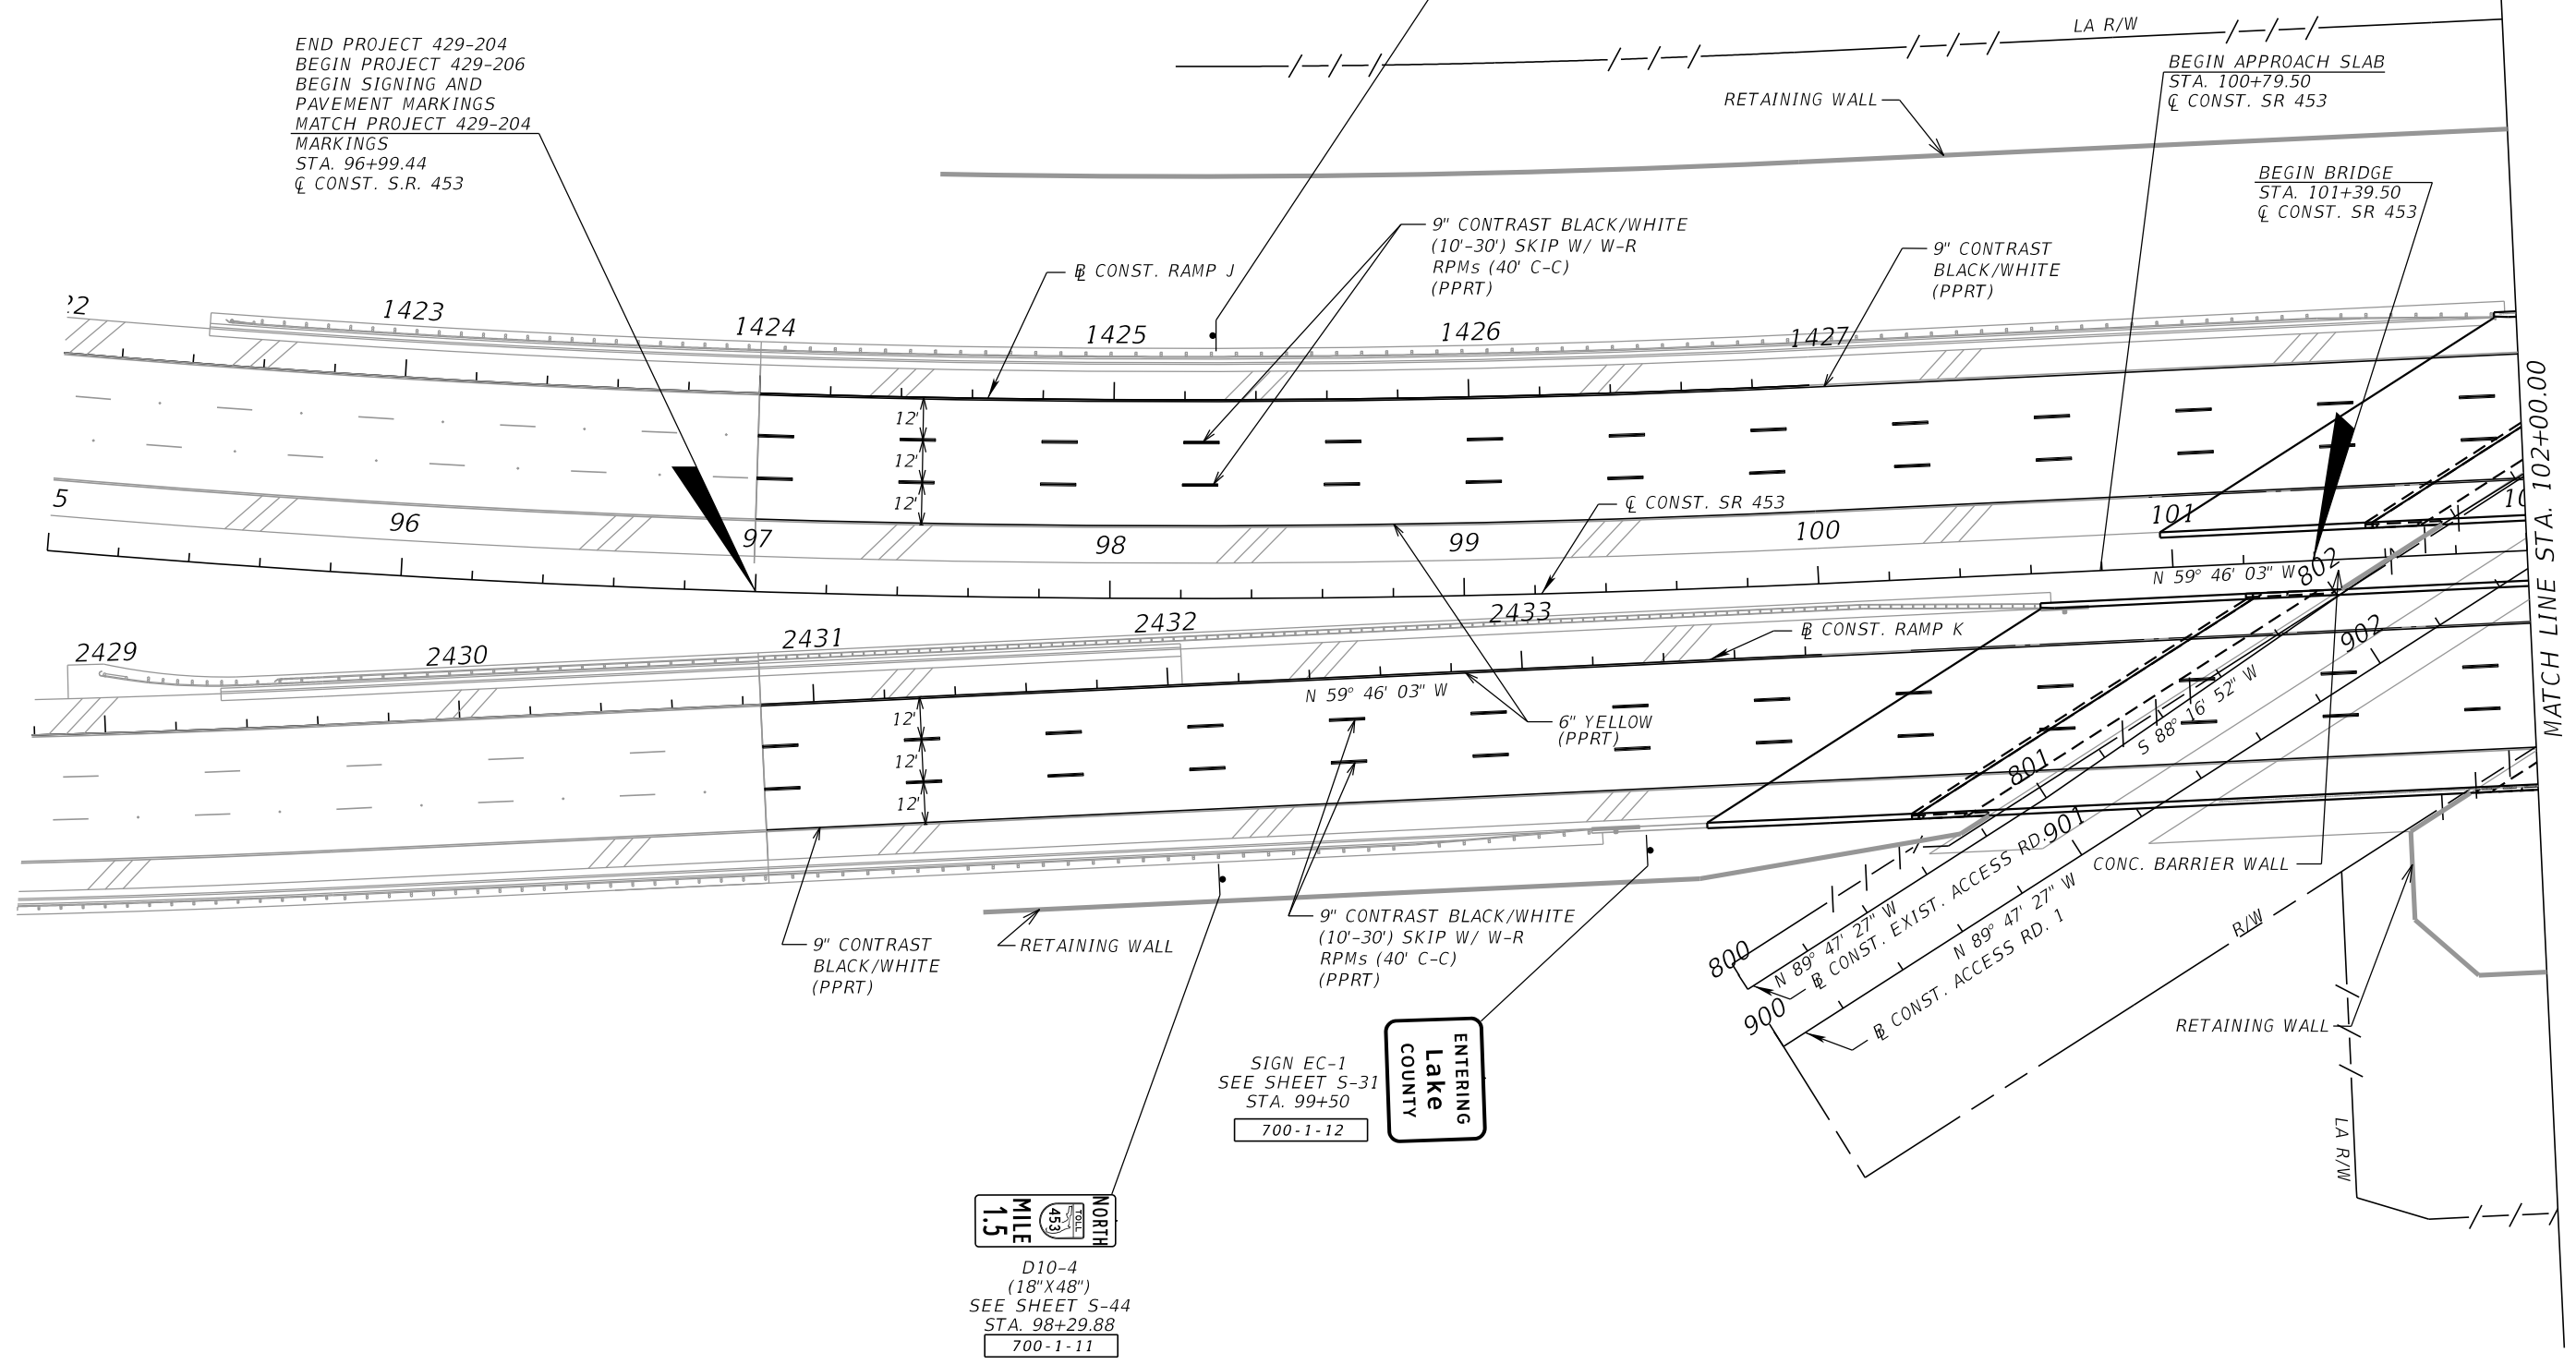 END PROJECT 429-204
BEGIN PROJECT 429-206
BEGIN SIGNING AND
PAVEMENT MARKINGS
MATCH PROJECT 429-204
MARKINGS
STA. 96+99.44
℄ CONST. S.R. 453
LA R/W
RETAINING WALL
BEGIN APPROACH SLAB
STA. 100+79.50
℄ CONST. SR 453
BEGIN BRIDGE
STA. 101+39.50
℄ CONST. SR 453
9" CONTRAST BLACK/WHITE
(10'-30') SKIP W/ W-R
RPMs (40' C-C)
(PPRT)
9" CONTRAST
BLACK/WHITE
(PPRT)
BL CONST. RAMP J
1423
1424
1425
1426
1427
12'
12'
12'
℄ CONST. SR 453
5
96
97
98
99
100
101
MATCH LINE STA. 102+00.00
N 59° 46' 03" W
802
2429
2430
2431
2432
2433
BL CONST. RAMP K
902
N 59° 46' 03" W
12'
12'
12'
6" YELLOW
(PPRT)
S 88° 16' 52" W
801
901
CONC. BARRIER WALL
9" CONTRAST
BLACK/WHITE
(PPRT)
RETAINING WALL
9" CONTRAST BLACK/WHITE
(10'-30') SKIP W/ W-R
RPMs (40' C-C)
(PPRT)
800
N 89° 47' 27" W
BL CONST. EXIST. ACCESS RD.
900
N 89° 47' 27" W
BL CONST. ACCESS RD. 1
R/W
RETAINING WALL
LA R/W
SIGN EC-1
SEE SHEET S-31
STA. 99+50
700-1-12
ENTERING
Lake
COUNTY
NORTH
TOLL
453
MILE
1.5
D10-4
(18"X48")
SEE SHEET S-44
STA. 98+29.88
700-1-11